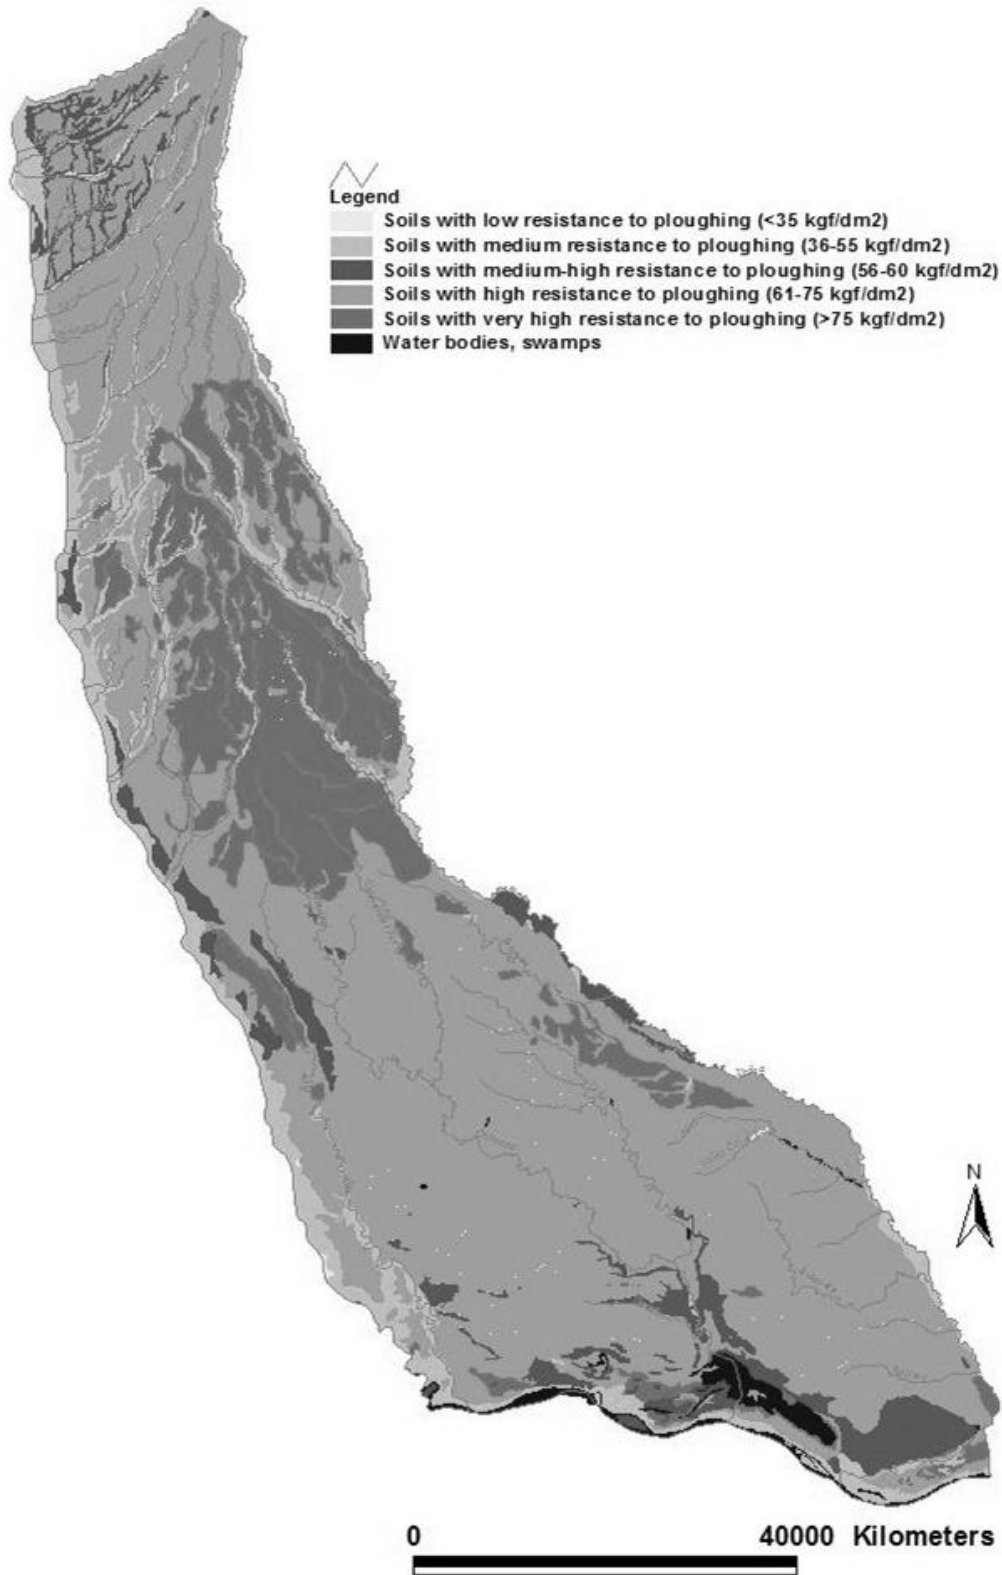 Legend
Soils with low resistance to ploughing (<35 kgf/dm2)
Soils with medium resistance to ploughing (36-55 kgf/dm2)
Soils with medium-high resistance to ploughing (56-60 kgf/dm2)
Soils with high resistance to ploughing (61-75 kgf/dm2)
Soils with very high resistance to ploughing (>75 kgf/dm2)
Water bodies, swamps
N
0 40000 Kilometers